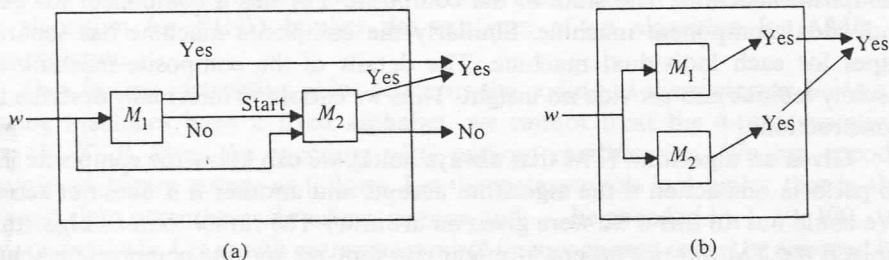 Yes
Yes
Yes
Start
w
M₁
M₂
No
No
(a)
Yes
Yes
M₁
w
Yes
M₂
(b)